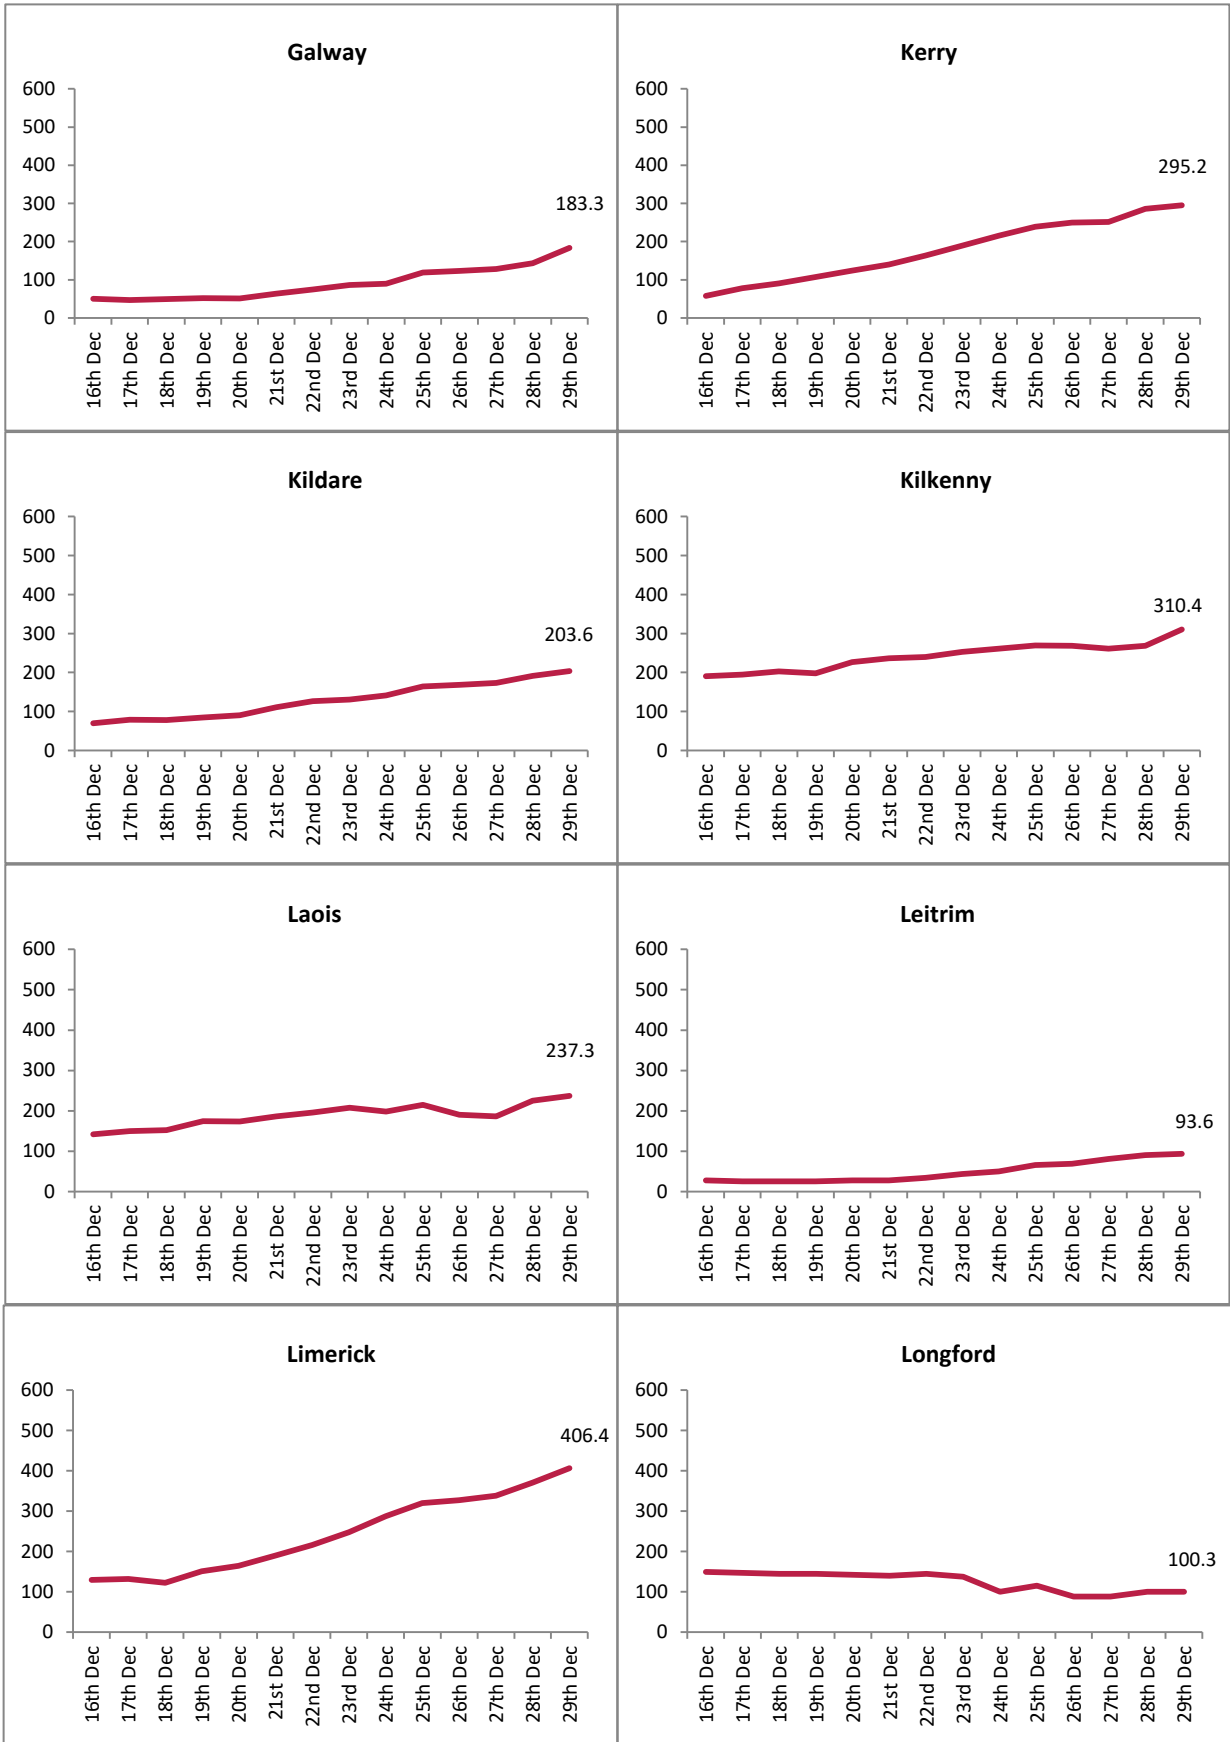 Galway
600
500
400
300
200
100
0
183.3
16th Dec
17th Dec
18th Dec
19th Dec
20th Dec
21st Dec
22nd Dec
23rd Dec
24th Dec
25th Dec
26th Dec
27th Dec
28th Dec
29th Dec
Kerry
600
500
400
300
200
100
0
295.2
16th Dec
17th Dec
18th Dec
19th Dec
20th Dec
21st Dec
22nd Dec
23rd Dec
24th Dec
25th Dec
26th Dec
27th Dec
28th Dec
29th Dec
Kildare
600
500
400
300
200
100
0
203.6
16th Dec
17th Dec
18th Dec
19th Dec
20th Dec
21st Dec
22nd Dec
23rd Dec
24th Dec
25th Dec
26th Dec
27th Dec
28th Dec
29th Dec
Kilkenny
600
500
400
300
200
100
0
310.4
16th Dec
17th Dec
18th Dec
19th Dec
20th Dec
21st Dec
22nd Dec
23rd Dec
24th Dec
25th Dec
26th Dec
27th Dec
28th Dec
29th Dec
Laois
600
500
400
300
200
100
0
237.3
16th Dec
17th Dec
18th Dec
19th Dec
20th Dec
21st Dec
22nd Dec
23rd Dec
24th Dec
25th Dec
26th Dec
27th Dec
28th Dec
29th Dec
Leitrim
600
500
400
300
200
100
0
93.6
16th Dec
17th Dec
18th Dec
19th Dec
20th Dec
21st Dec
22nd Dec
23rd Dec
24th Dec
25th Dec
26th Dec
27th Dec
28th Dec
29th Dec
Limerick
600
500
400
300
200
100
0
406.4
16th Dec
17th Dec
18th Dec
19th Dec
20th Dec
21st Dec
22nd Dec
23rd Dec
24th Dec
25th Dec
26th Dec
27th Dec
28th Dec
29th Dec
Longford
600
500
400
300
200
100
0
100.3
16th Dec
17th Dec
18th Dec
19th Dec
20th Dec
21st Dec
22nd Dec
23rd Dec
24th Dec
25th Dec
26th Dec
27th Dec
28th Dec
29th Dec